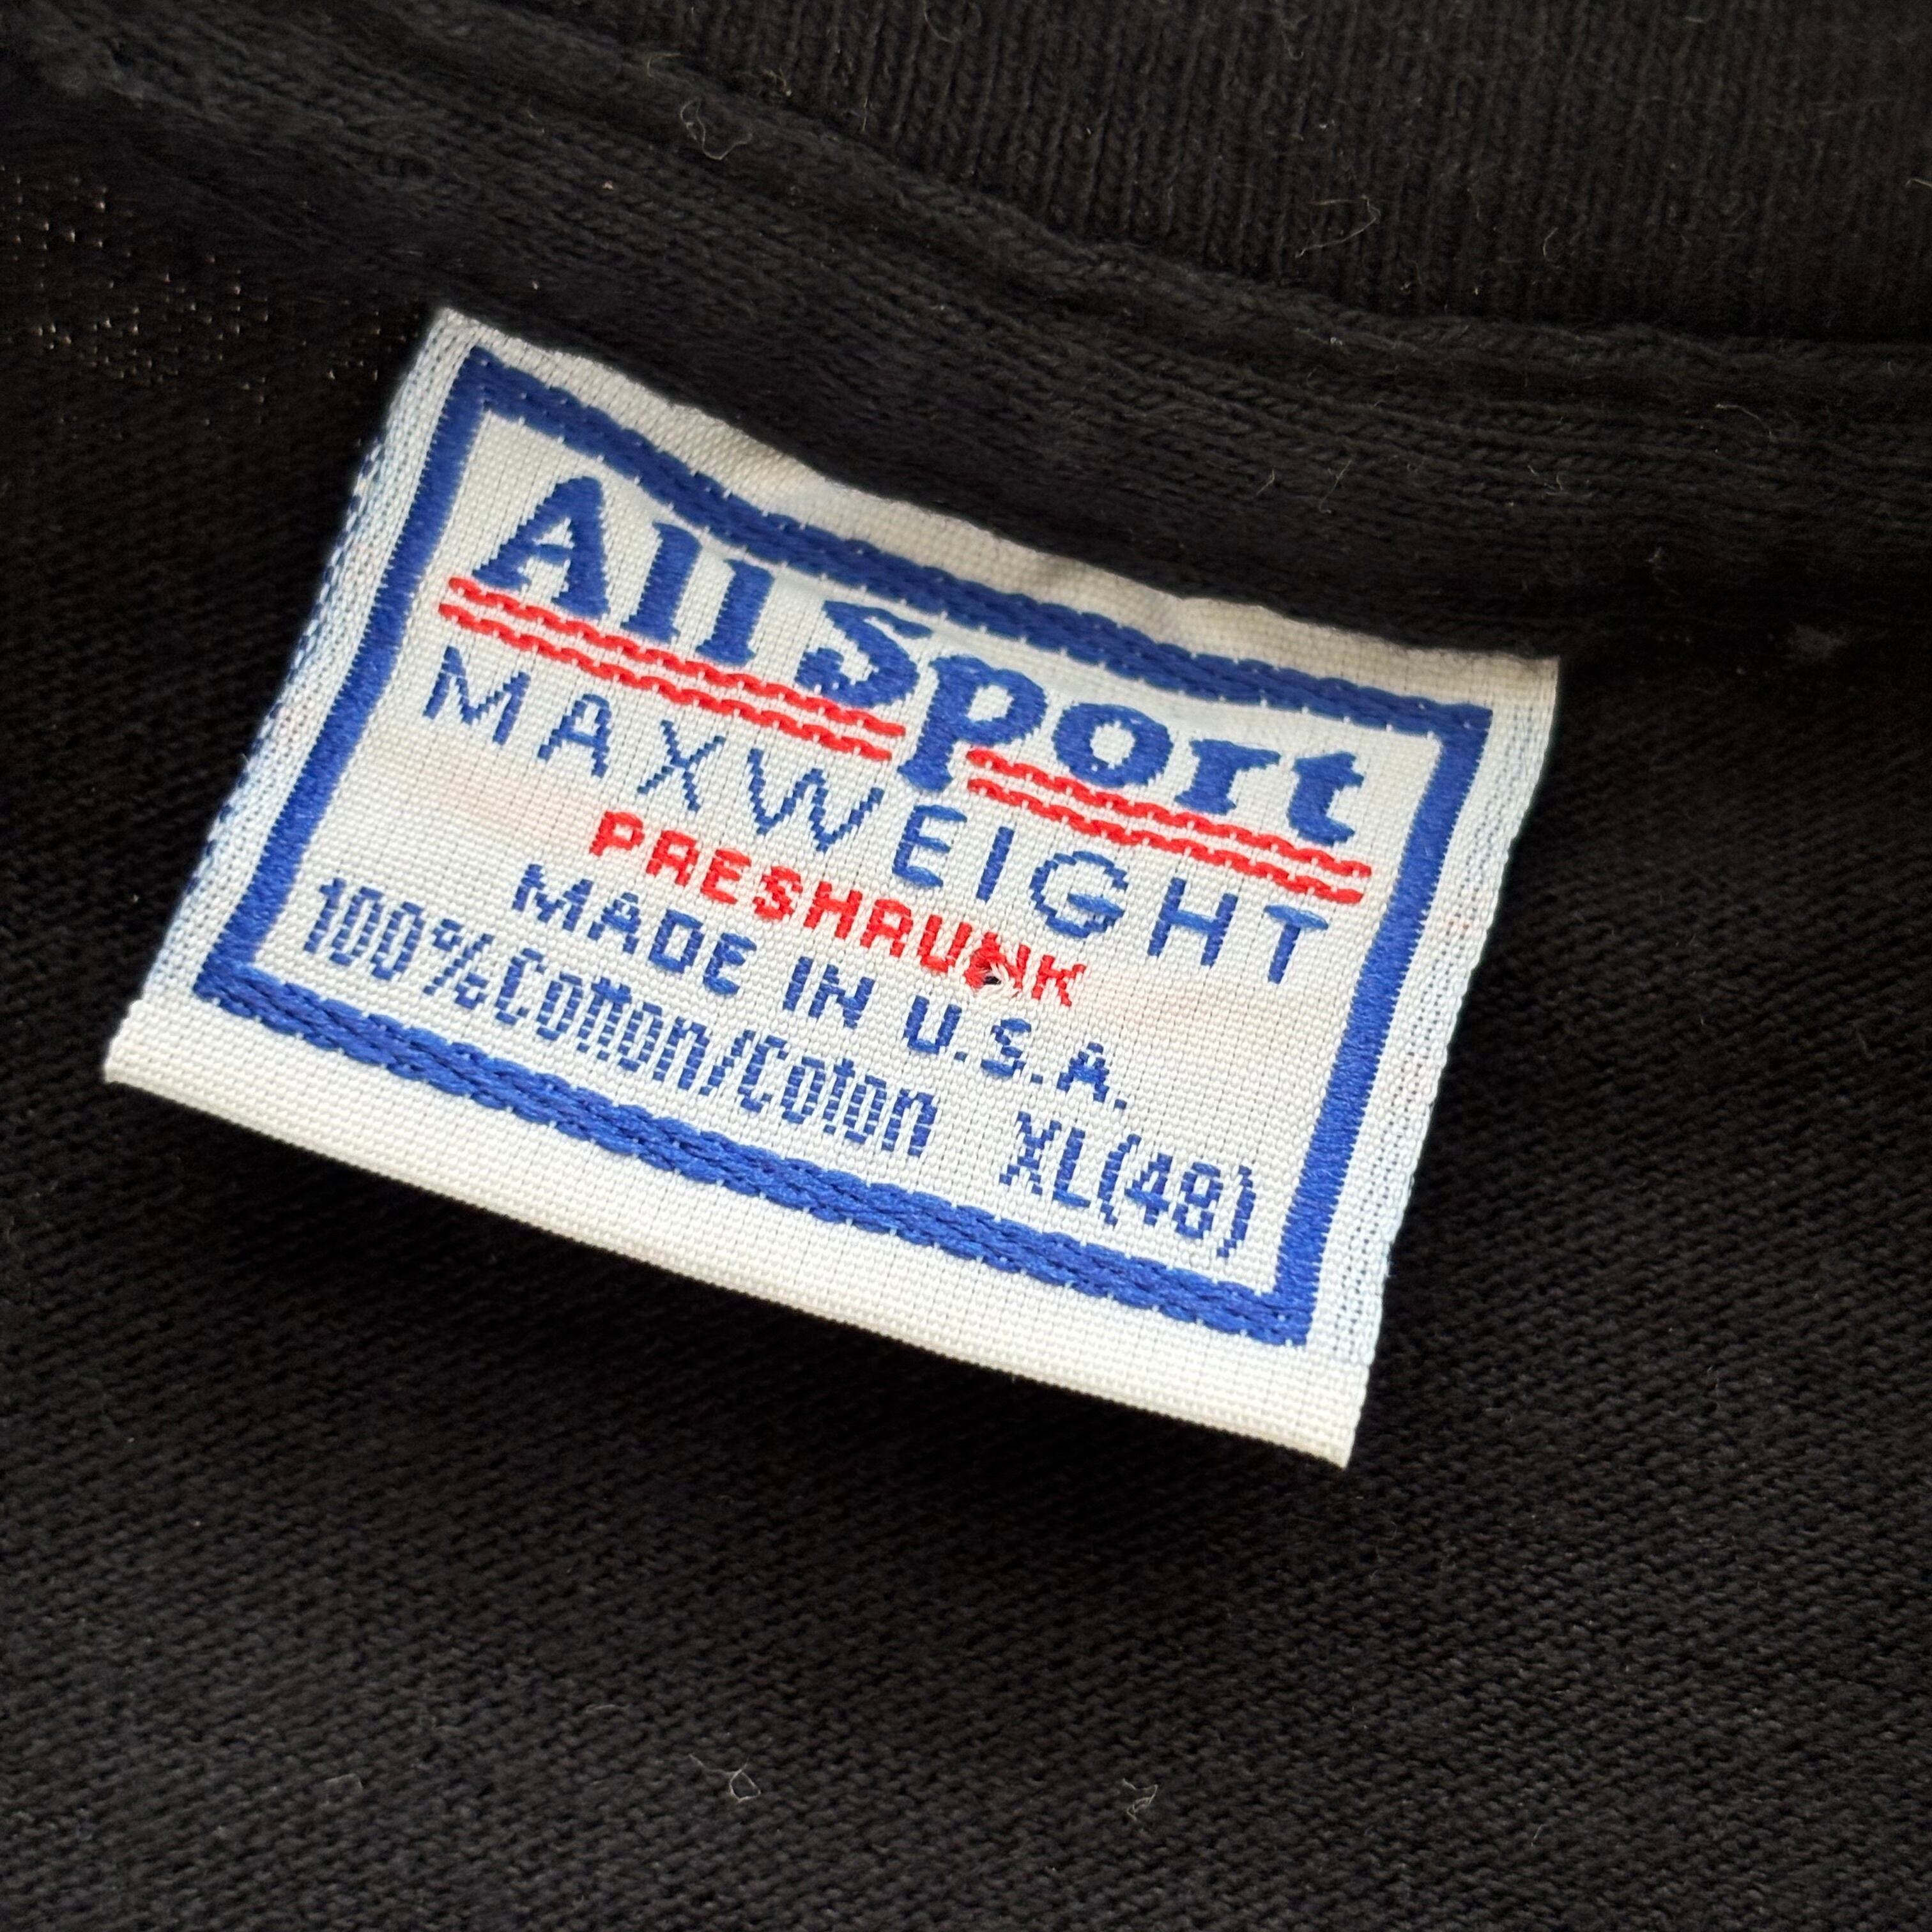 All Sport
MAXWEIGHT
PRESHRUNK
MADE IN U.S.A.
100%Cotton/Coton XL(48)